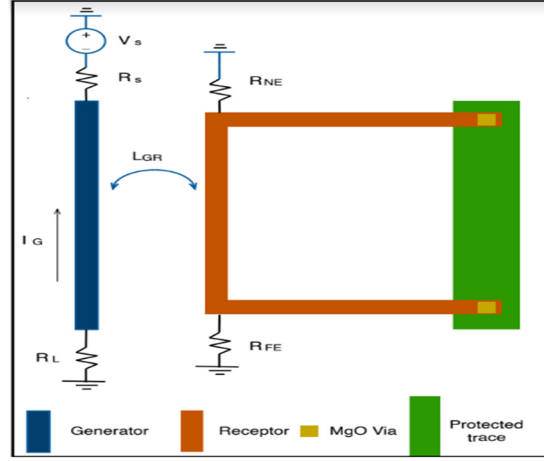 +
Vs
−
Rs
RNE
LGR
IG
RL
RFE
Generator
Receptor
MgO Via
Protected
trace